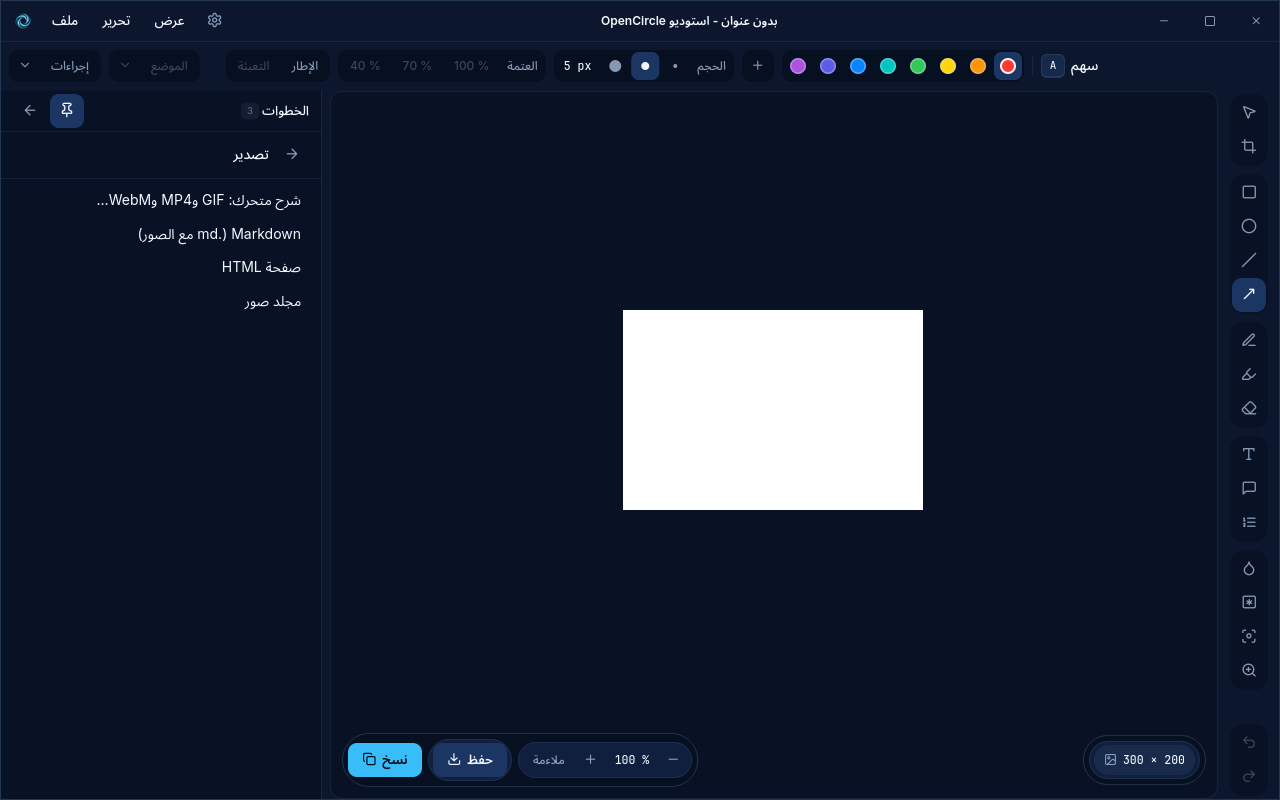 ملف تحرير عرض
بدون عنوان - استوديو OpenCircle
سهم A
الحجم 5 px
العتمة 100 % 70 % 40 %
الإطار التعبئة
الموضع
إجراءات
الخطوات 3
تصدير
شرح متحرك: GIF وMP4 وWebM...
Markdown (.md مع الصور)
صفحة HTML
مجلد صور
300 × 200
100 %
ملاءمة
حفظ
نسخ